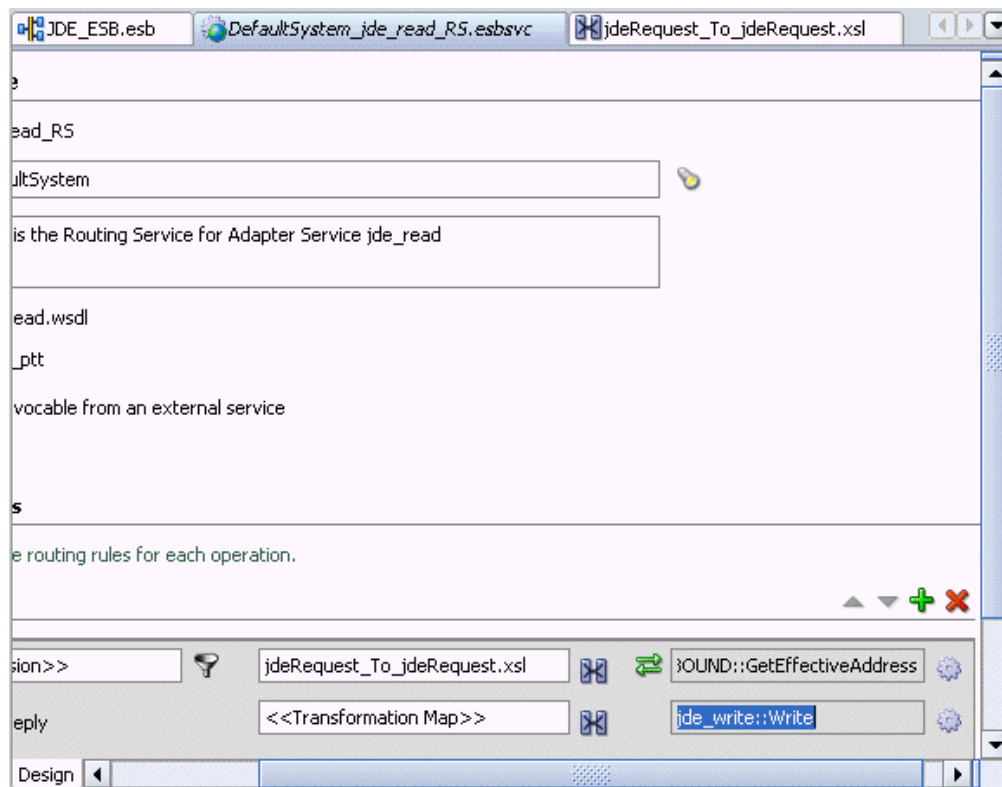 JDE_ESB.esb
DefaultSystem_jde_read_RS.esbsvc
jdeRequest_To_jdeRequest.xsl
e
ead_RS
ultSystem
is the Routing Service for Adapter Service jde_read
ead.wsdl
_ptt
vocable from an external service
s
e routing rules for each operation.
sion>>
jdeRequest_To_jdeRequest.xsl
BOUND::GetEffectiveAddress
eply
<<Transformation Map>>
jde_write::Write
Design